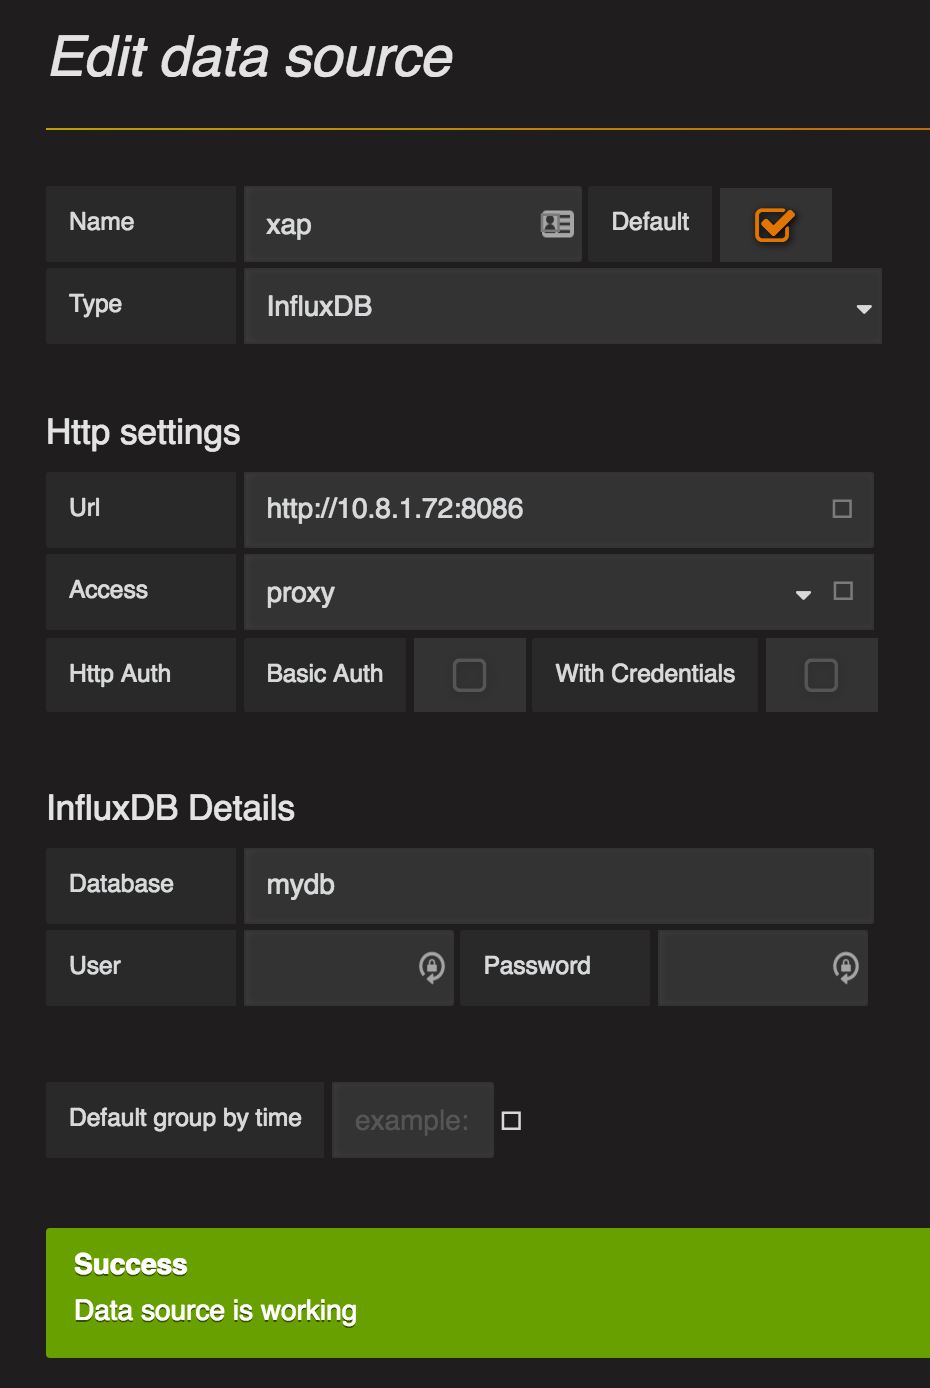 Edit data source
Name xap Default
Type InfluxDB
Http settings
Url http://10.8.1.72:8086
Access proxy
Http Auth Basic Auth With Credentials
InfluxDB Details
Database mydb
User Password
Default group by time example:
Success
Data source is working